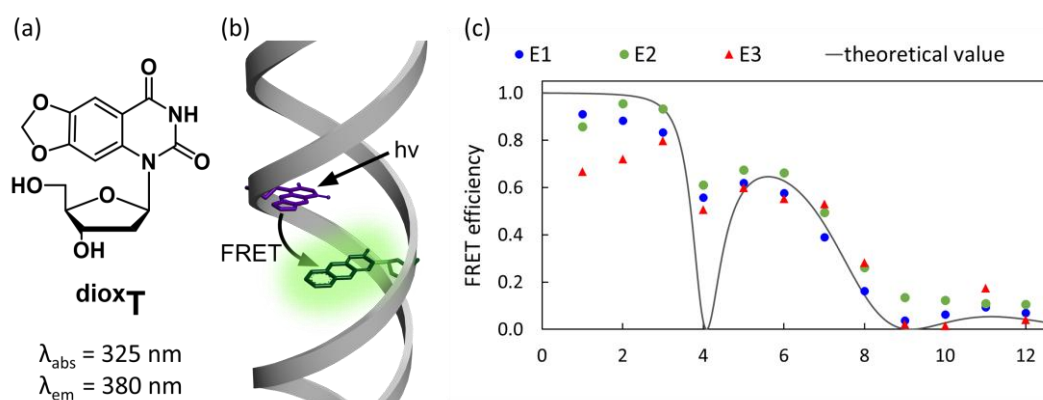 (a)
O
O
O
NH
N
O
HO
O
OH
dioxT
λabs = 325 nm
λem = 380 nm
(b)
hν
FRET
(c)
E1 E2 E3 theoretical value
FRET efficiency
1.0
0.8
0.6
0.4
0.2
0.0
0 2 4 6 8 10 12